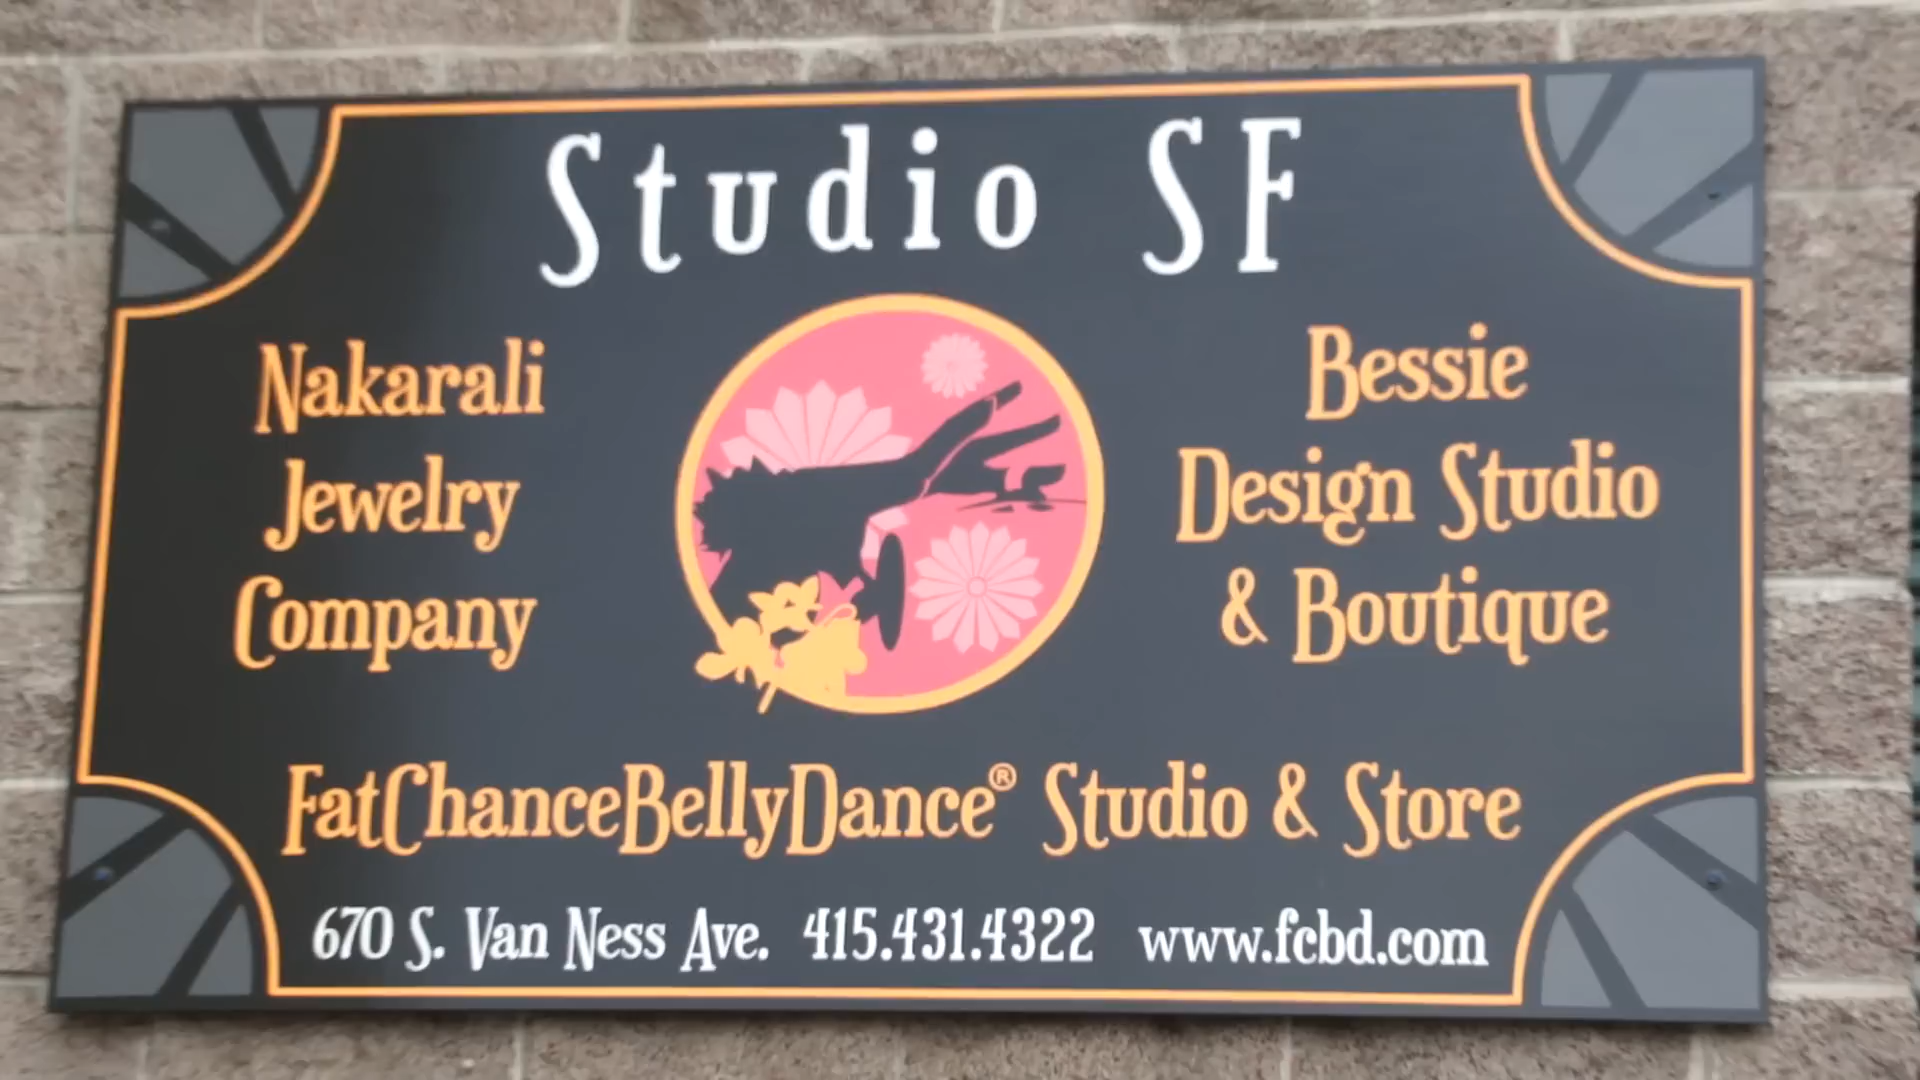 Studio SF
Nakarali
Jewelry
Company
Bessie
Design Studio
& Boutique
FatChanceBellyDance® Studio & Store
670 S. Van Ness Ave. 415.431.4322 www.fcbd.com